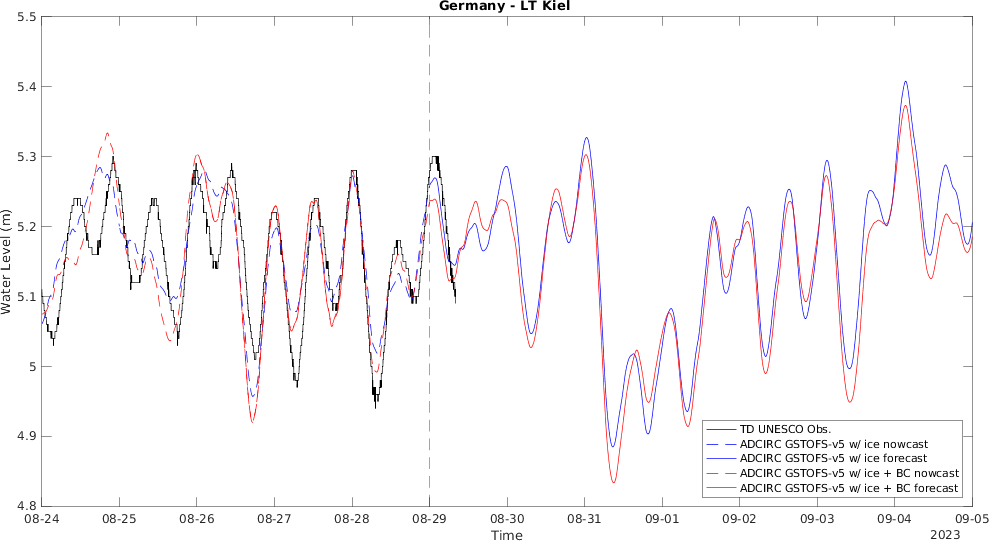 Germany - LT Kiel
Water Level (m)
5.5
5.4
5.3
5.2
5.1
5
4.9
4.8
TD UNESCO Obs.
ADCIRC GSTOFS-v5 w/ ice nowcast
ADCIRC GSTOFS-v5 w/ ice forecast
ADCIRC GSTOFS-v5 w/ ice + BC nowcast
ADCIRC GSTOFS-v5 w/ ice + BC forecast
08-24 08-25 08-26 08-27 08-28 08-29 08-30 08-31 09-01 09-02 09-03 09-04 09-05
Time
2023